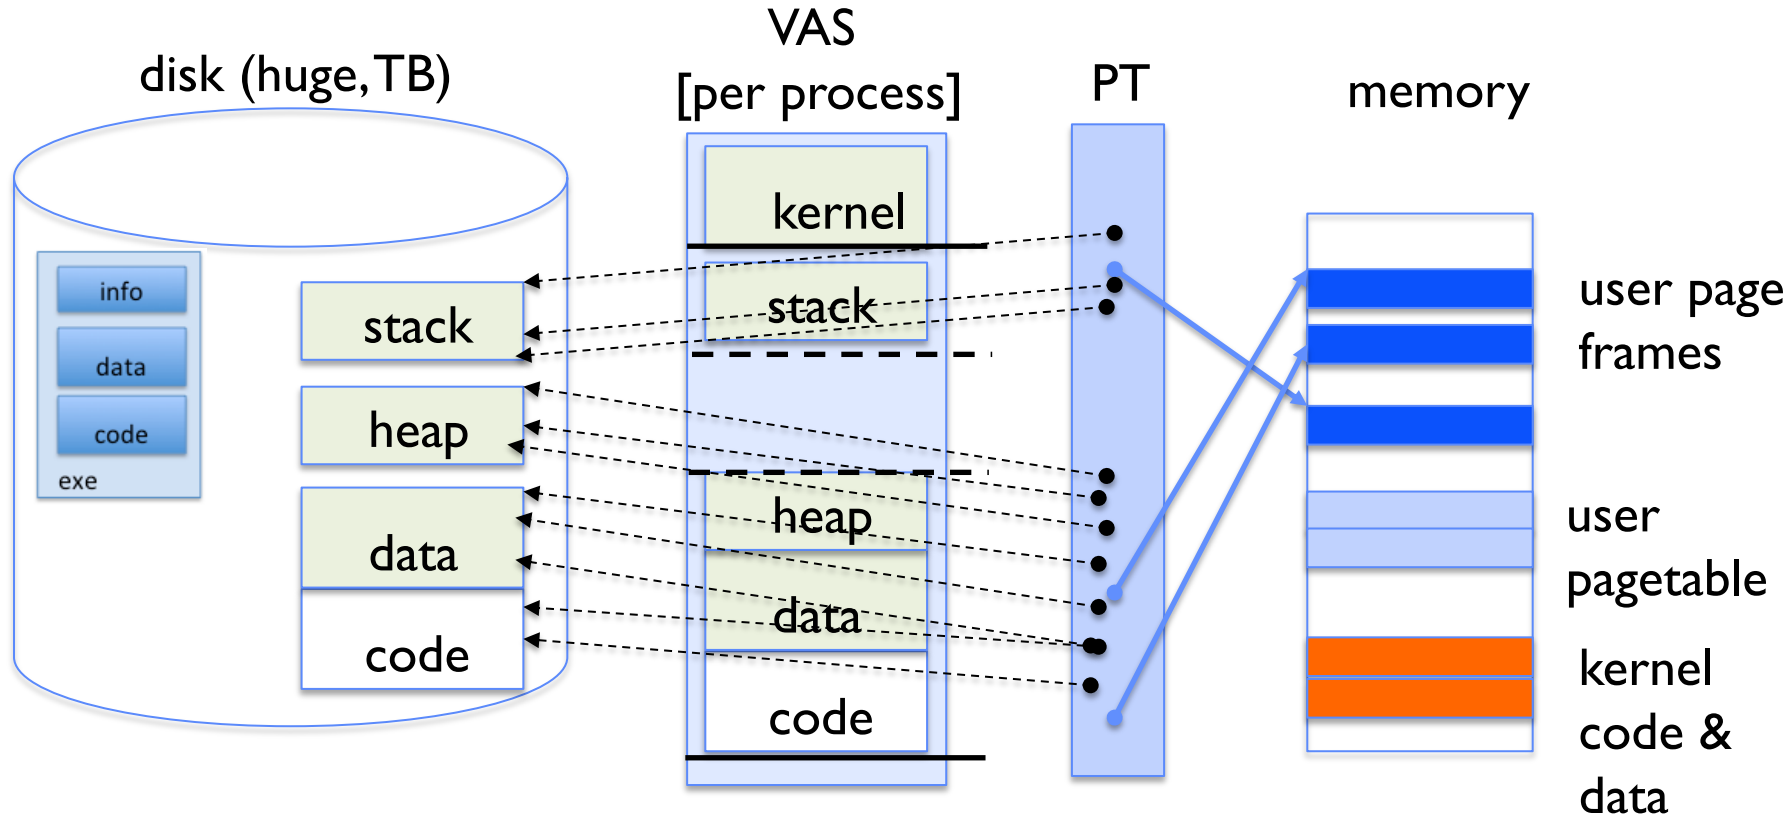 disk (huge, TB)
VAS
[per process]
PT
memory
info
data
code
exe
stack
heap
data
code
kernel
stack
heap
data
code
user page
frames
user
pagetable
kernel
code &
data